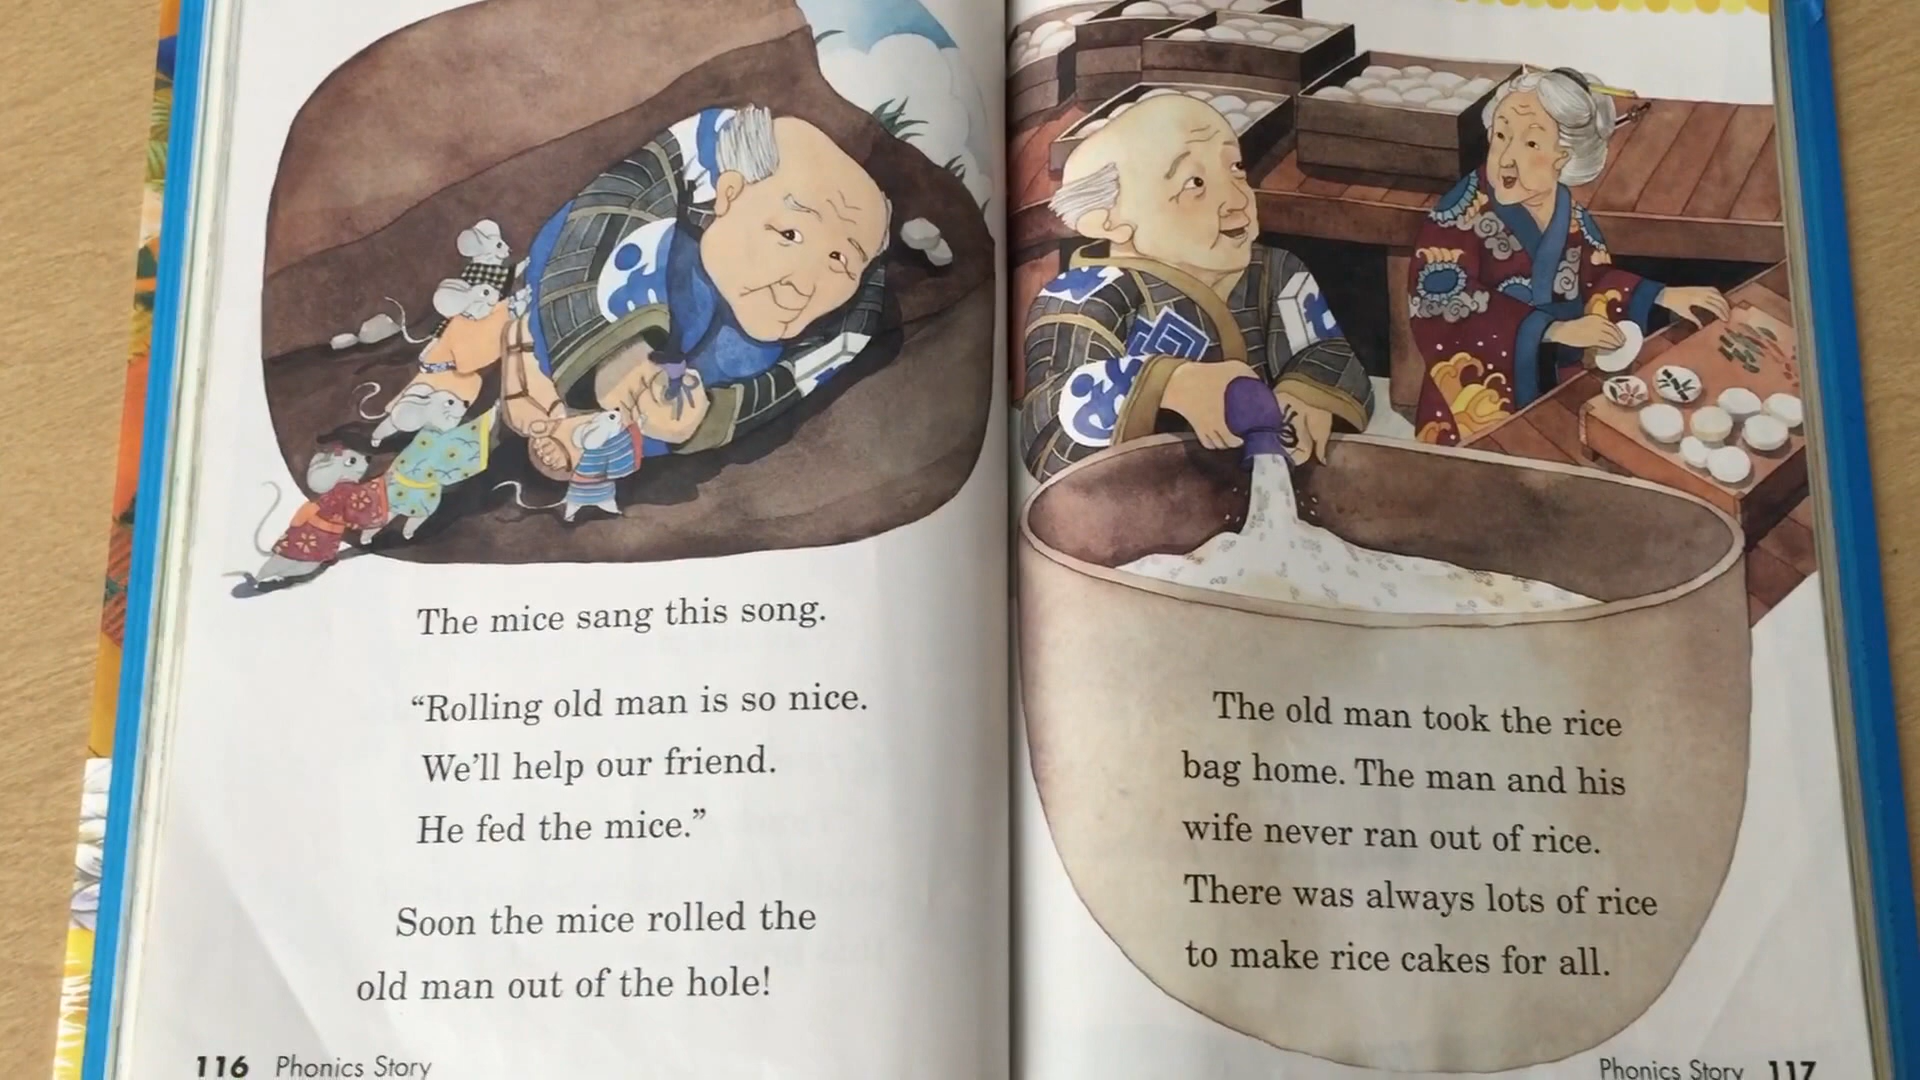 The mice sang this song.
“Rolling old man is so nice.
We’ll help our friend.
He fed the mice.”
Soon the mice rolled the
old man out of the hole!
116 Phonics Story
The old man took the rice
bag home. The man and his
wife never ran out of rice.
There was always lots of rice
to make rice cakes for all.
Phonics Story 117